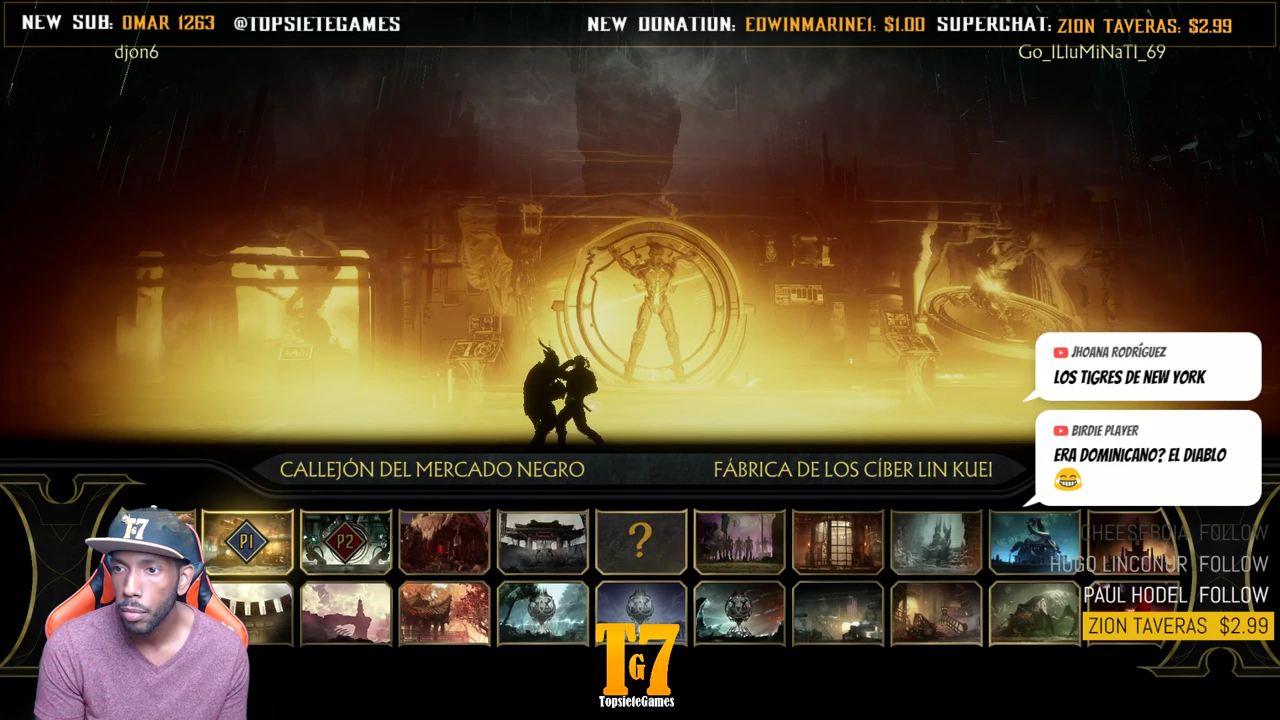 NEW SUB: OMAR 1263 @TOPSIETEGAMES NEW DONATION: EDWINMARINE1: $1.00 SUPERCHAT: ZION TAVERAS: $2.99
djon6
Go_ILIuMiNaTI_69
JHOANA RODRÍGUEZ
LOS TIGRES DE NEW YORK
BIRDIE PLAYER
ERA DOMINICANO? EL DIABLO
CALLEJÓN DEL MERCADO NEGRO
FÁBRICA DE LOS CÍBER LIN KUEI
T7
P1
P2
?
FOLLOW
HUGO LINCONUR FOLLOW
PAUL HODEL FOLLOW
ZION TAVERAS $2.99
TG7
TopsieteGames